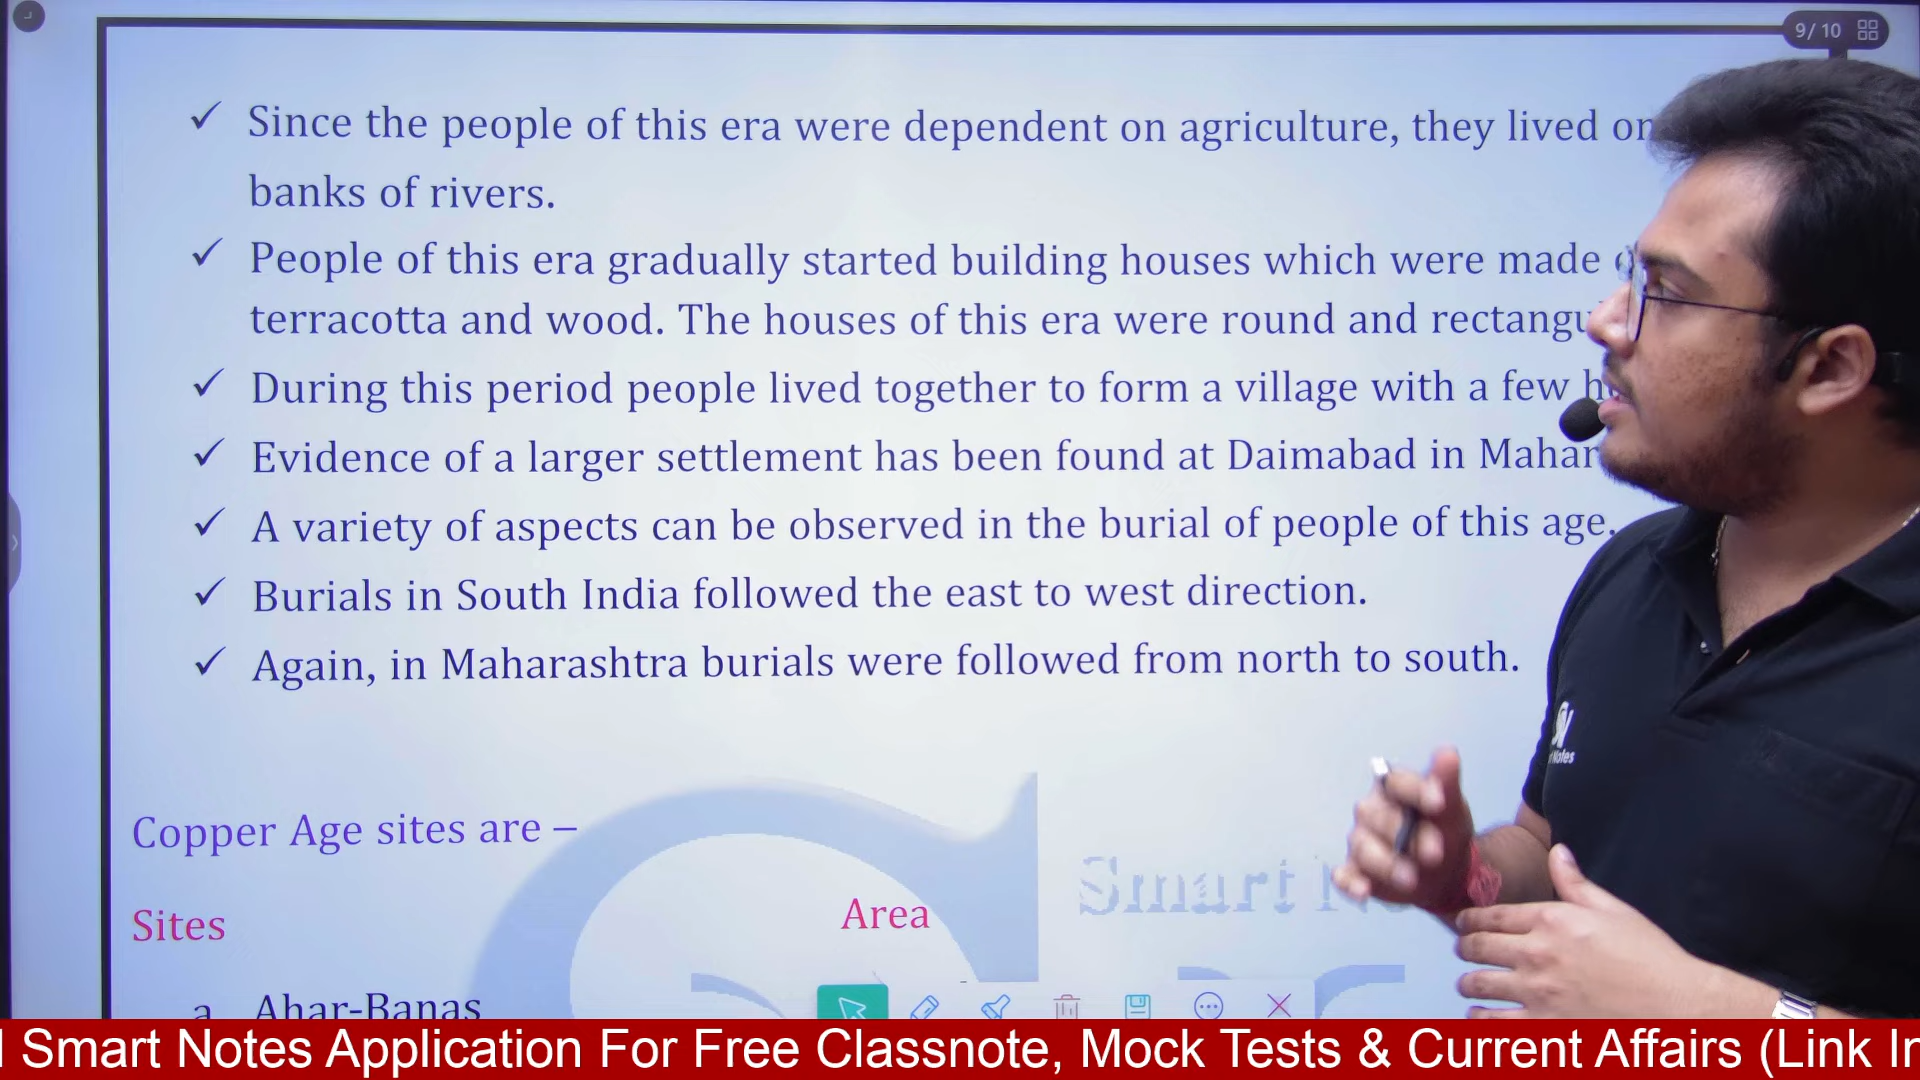 9/10
✓ Since the people of this era were dependent on agriculture, they lived on
banks of rivers.
✓ People of this era gradually started building houses which were made
terracotta and wood. The houses of this era were round and
✓ During this period people lived together to form a village with a few
✓ Evidence of a larger settlement has been found at Daimabad in
✓ A variety of aspects can be observed in the burial of people of this age.
✓ Burials in South India followed the east to west direction.
✓ Again, in Maharashtra burials were followed from north to south.
Copper Age sites are –
Smart
Sites Area
a Ahar-Banas
SN
Notes
Smart Notes Application For Free Classnote, Mock Tests & Current Affairs (Link In